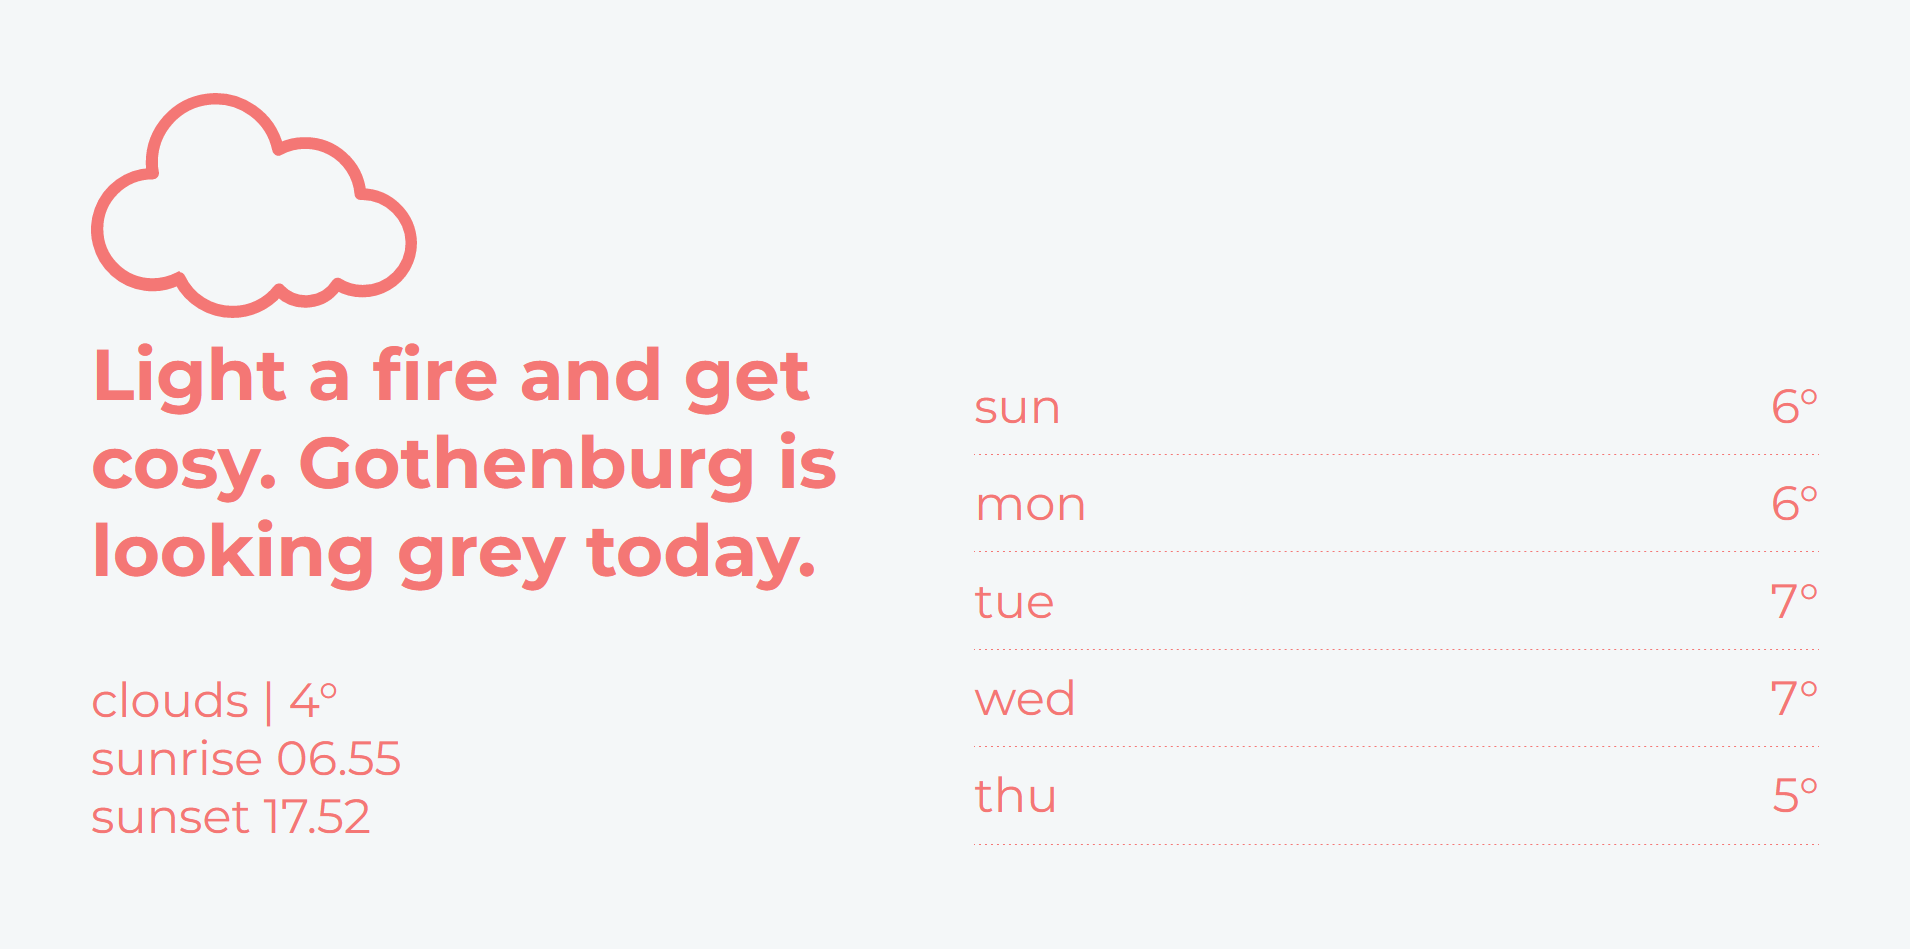 Light a fire and get
cosy. Gothenburg is
looking grey today.
clouds | 4°
sunrise 06.55
sunset 17.52
sun 6°
mon 6°
tue 7°
wed 7°
thu 5°